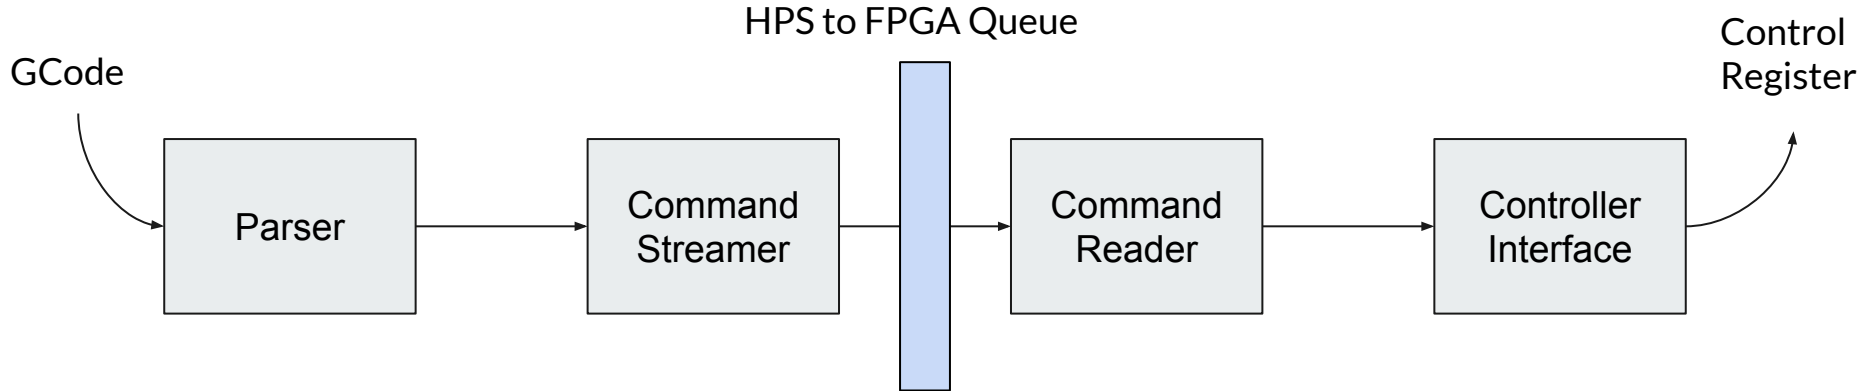 HPS to FPGA Queue
GCode
Control
Register
Parser
Command
Streamer
Command
Reader
Controller
Interface